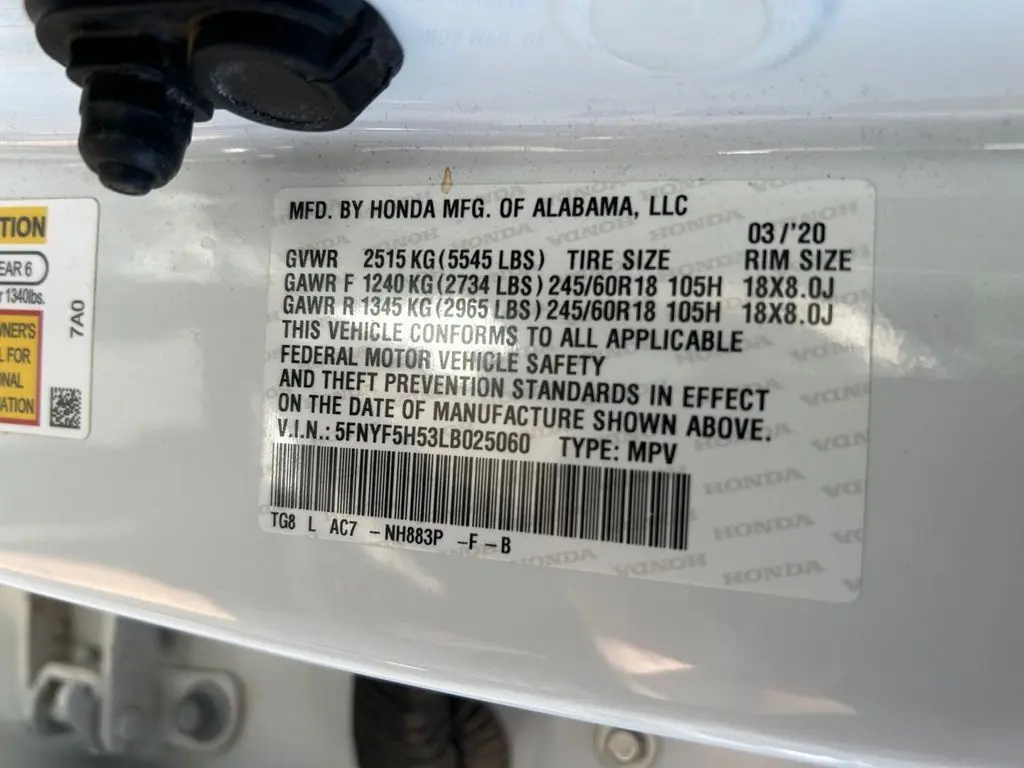 MFD. BY HONDA MFG. OF ALABAMA, LLC
03/'20
GVWR 2515 KG (5545 LBS) TIRE SIZE RIM SIZE
GAWR F 1240 KG (2734 LBS) 245/60R18 105H 18X8.0J
GAWR R 1345 KG (2965 LBS) 245/60R18 105H 18X8.0J
THIS VEHICLE CONFORMS TO ALL APPLICABLE
FEDERAL MOTOR VEHICLE SAFETY
AND THEFT PREVENTION STANDARDS IN EFFECT
ON THE DATE OF MANUFACTURE SHOWN ABOVE.
V.I.N.: 5FNYF5H53LB025060 TYPE: MPV
TG8 L AC7 -NH883P -F-B
TION
EAR 6
1340lbs.
7A0
WNER'S
L FOR
ONAL
ATION
HONDA